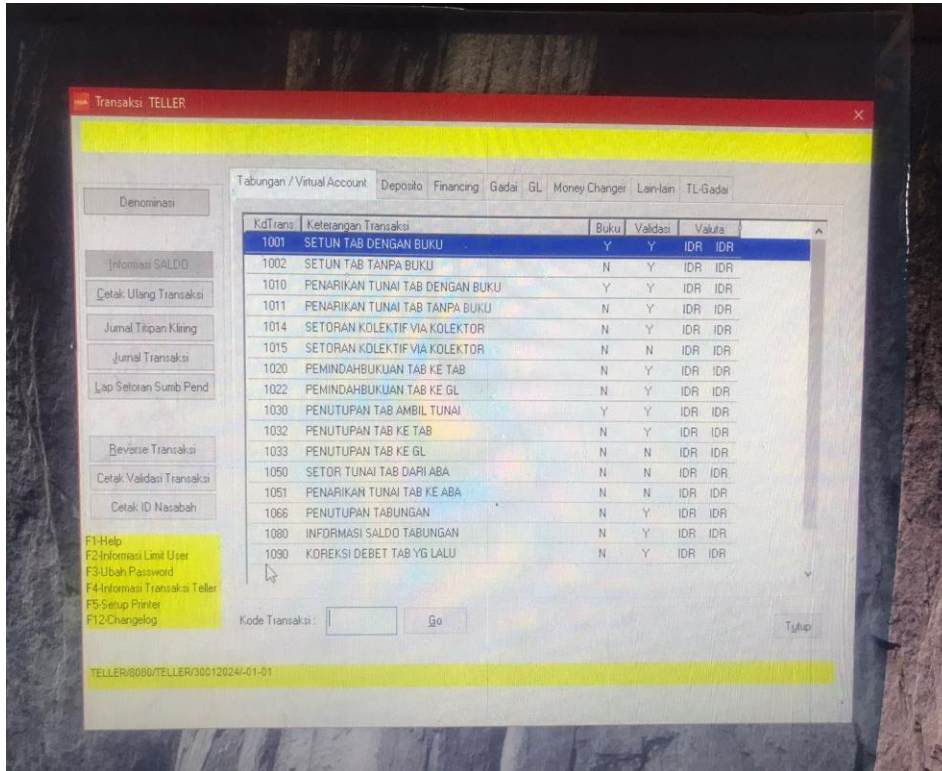 Transaksi TELLER
Tabungan / Virtual Account Deposito Financing Gadai GL Money Changer Lain-lain TL-Gadai
Denominasi
Informasi SALDO
Cetak Ulang Transaksi
Jurnal Titipan Kliring
Jurnal Transaksi
Lap Setoran Sumb Pend
Reverse Transaksi
Cetak Validasi Transaksi
Cetak ID Nasabah
F1-Help
F2-Informasi Limit User
F3-Ubah Password
F4-Informasi Transaksi Teller
F5-Setup Printer
F12-Changelog
KdTrans Keterangan Transaksi Buku Validasi Valuta
1001 SETUN TAB DENGAN BUKU Y Y IDR IDR
1002 SETUN TAB TANPA BUKU N Y IDR IDR
1010 PENARIKAN TUNAI TAB DENGAN BUKU Y Y IDR IDR
1011 PENARIKAN TUNAI TAB TANPA BUKU N Y IDR IDR
1014 SETORAN KOLEKTIF VIA KOLEKTOR N Y IDR IDR
1015 SETORAN KOLEKTIF VIA KOLEKTOR N N IDR IDR
1020 PEMINDAHBUKUAN TAB KE TAB N Y IDR IDR
1022 PEMINDAHBUKUAN TAB KE GL N Y IDR IDR
1030 PENUTUPAN TAB AMBIL TUNAI Y Y IDR IDR
1032 PENUTUPAN TAB KE TAB N Y IDR IDR
1033 PENUTUPAN TAB KE GL N N IDR IDR
1050 SETOR TUNAI TAB DARI ABA N N IDR IDR
1051 PENARIKAN TUNAI TAB KE ABA N N IDR IDR
1066 PENUTUPAN TABUNGAN N Y IDR IDR
1080 INFORMASI SALDO TABUNGAN N Y IDR IDR
1090 KOREKSI DEBET TAB YG LALU N Y IDR IDR
Kode Transaksi : Go
Tutup
TELLER/8080/TELLER/30012024/-01-01